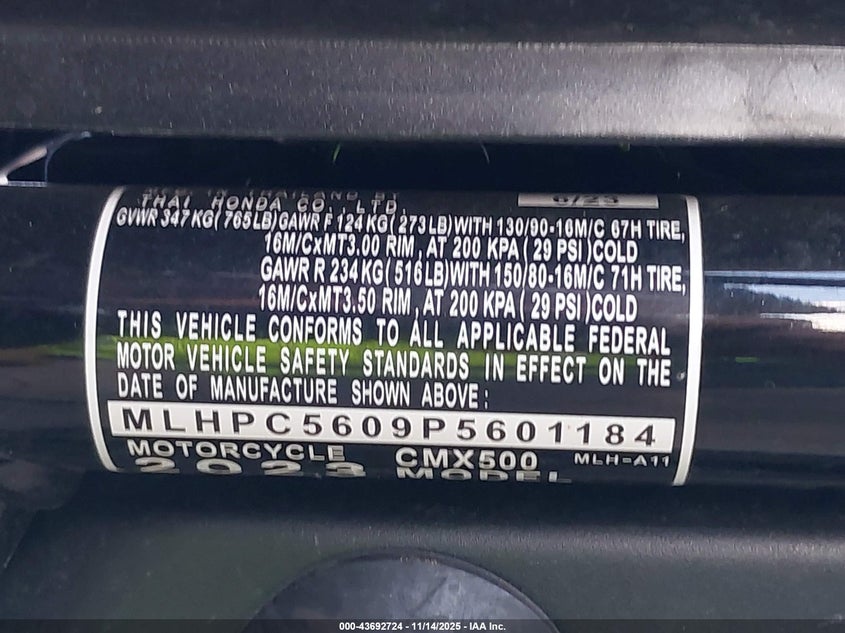 MFD IN THAILAND BY
THAI HONDA CO., LTD. 6/23
GVWR 347 KG( 765 LB)GAWR F 124 KG( 273 LB)WITH 130/90-16M/C 67H TIRE,
16M/CxMT3.00 RIM , AT 200 KPA ( 29 PSI )COLD
GAWR R 234 KG( 516 LB)WITH 150/80-16M/C 71H TIRE,
16M/CxMT3.50 RIM , AT 200 KPA ( 29 PSI )COLD
THIS VEHICLE CONFORMS TO ALL APPLICABLE FEDERAL
MOTOR VEHICLE SAFETY STANDARDS IN EFFECT ON THE
DATE OF MANUFACTURE SHOWN ABOVE:
MLHPC5609P5601184
MOTORCYCLE CMX500 MLH-A11
2023 MODEL
000-43692724 - 11/14/2025 - IAA Inc.